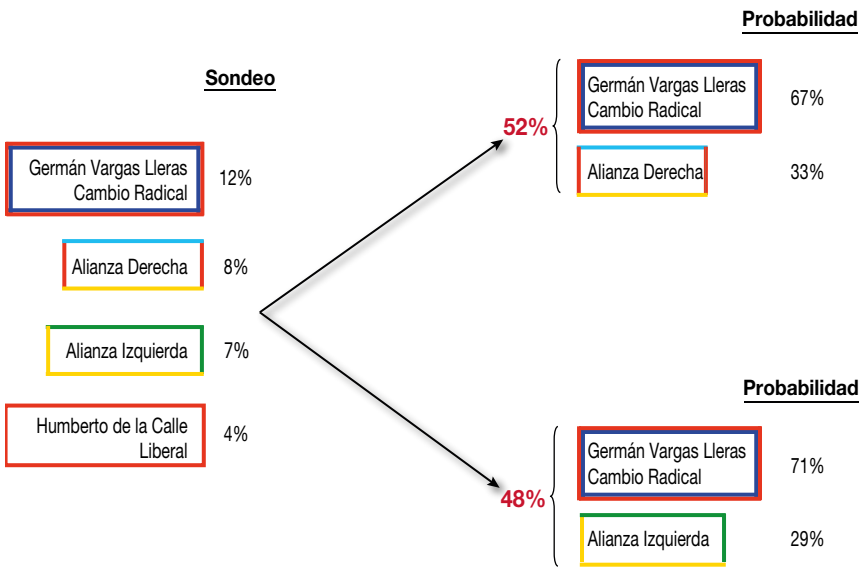 Sondeo
Germán Vargas Lleras
Cambio Radical
12%
Alianza Derecha
8%
Alianza Izquierda
7%
Humberto de la Calle
Liberal
4%
Probabilidad
52%
Germán Vargas Lleras
Cambio Radical
67%
Alianza Derecha
33%
Probabilidad
48%
Germán Vargas Lleras
Cambio Radical
71%
Alianza Izquierda
29%